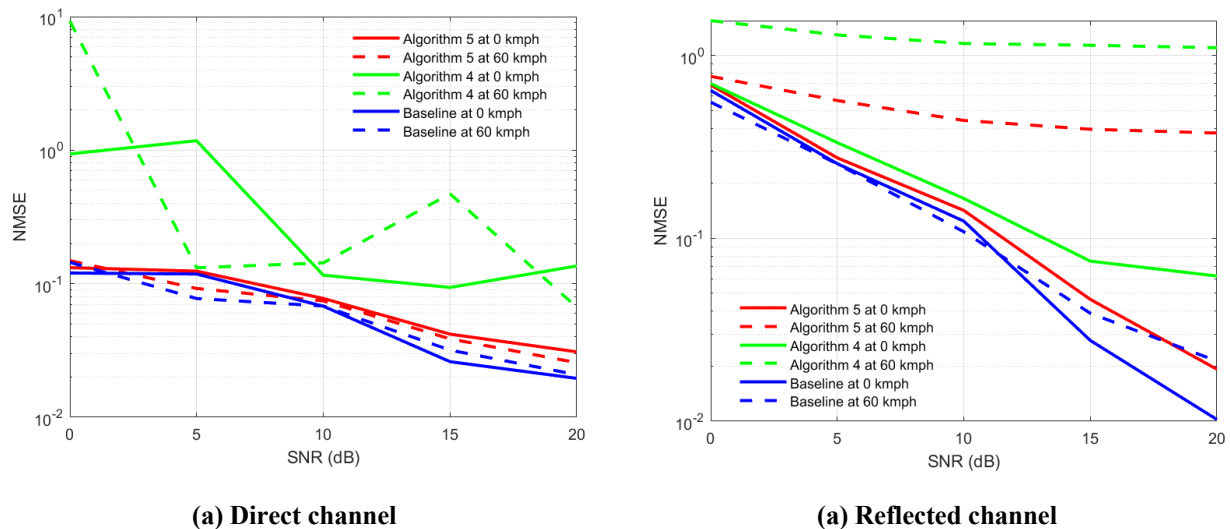 10^1
10^0
10^-1
10^-2
NMSE
Algorithm 5 at 0 kmph
Algorithm 5 at 60 kmph
Algorithm 4 at 0 kmph
Algorithm 4 at 60 kmph
Baseline at 0 kmph
Baseline at 60 kmph
0 5 10 15 20
SNR (dB)
(a) Direct channel
10^0
10^-1
10^-2
NMSE
Algorithm 5 at 0 kmph
Algorithm 5 at 60 kmph
Algorithm 4 at 0 kmph
Algorithm 4 at 60 kmph
Baseline at 0 kmph
Baseline at 60 kmph
0 5 10 15 20
SNR (dB)
(a) Reflected channel